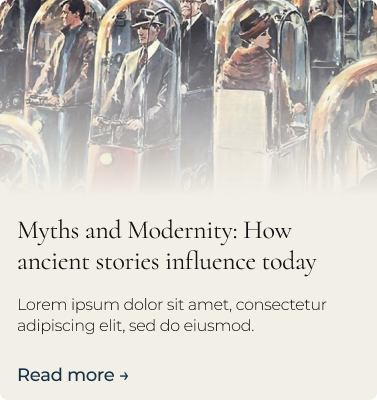 Myths and Modernity: How
ancient stories influence today
Lorem ipsum dolor sit amet, consectetur
adipiscing elit, sed do eiusmod.
Read more →